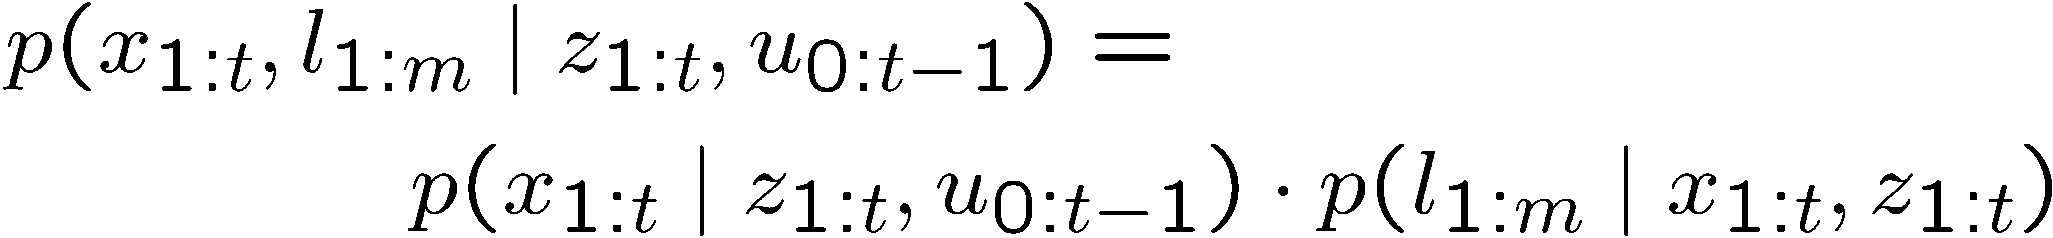 p(x_{1:t}, l_{1:m} | z_{1:t}, u_{0:t−1}) =
p(x_{1:t} | z_{1:t}, u_{0:t−1}) · p(l_{1:m} | x_{1:t}, z_{1:t})